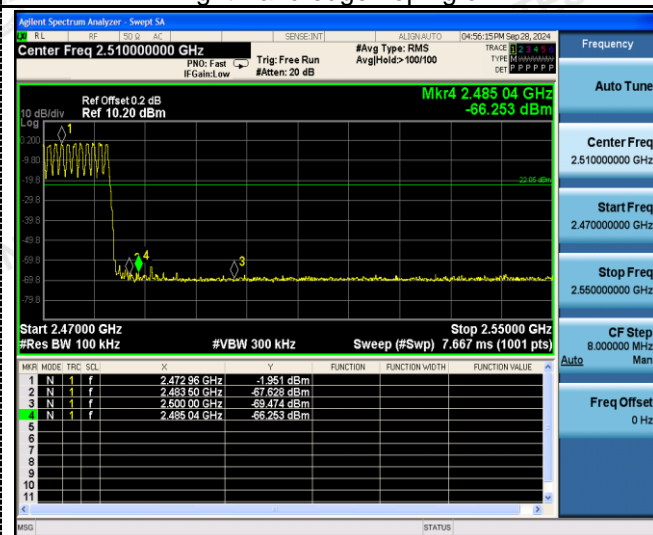 Agilent Spectrum Analyzer - Swept SA
RL RF 50 Ω AC SENSE:INT ALIGNAUTO 04:56:15PM Sep 28, 2024
Center Freq 2.510000000 GHz
PNO: Fast
IFGain:Low
Trig: Free Run
#Atten: 20 dB
#Avg Type: RMS
Avg|Hold:> 100/100
TRACE 1 2 3 4 5 6
TYPE M
DET P P P P P P
Ref Offset 0.2 dB
10 dB/div Ref 10.20 dBm
Mkr4 2.485 04 GHz
-66.253 dBm
Log
0.200
-9.80
-19.8
-29.8
-39.8
-49.8
-59.8
-69.8
-79.8
1
2
4
3
Start 2.47000 GHz Stop 2.55000 GHz
#Res BW 100 kHz #VBW 300 kHz Sweep (#Swp) 7.667 ms (1001 pts)
MKR MODE TRC SCL X Y FUNCTION FUNCTION WIDTH FUNCTION VALUE
1 N 1 f 2.472 96 GHz -1.951 dBm
2 N 1 f 2.483 50 GHz -67.628 dBm
3 N 1 f 2.500 00 GHz -69.474 dBm
4 N 1 f 2.485 04 GHz -66.253 dBm
5
6
7
8
9
10
11
MSG STATUS
Frequency
Auto Tune
Center Freq
2.510000000 GHz
Start Freq
2.470000000 GHz
Stop Freq
2.550000000 GHz
CF Step
8.000000 MHz
Auto Man
Freq Offset
0 Hz